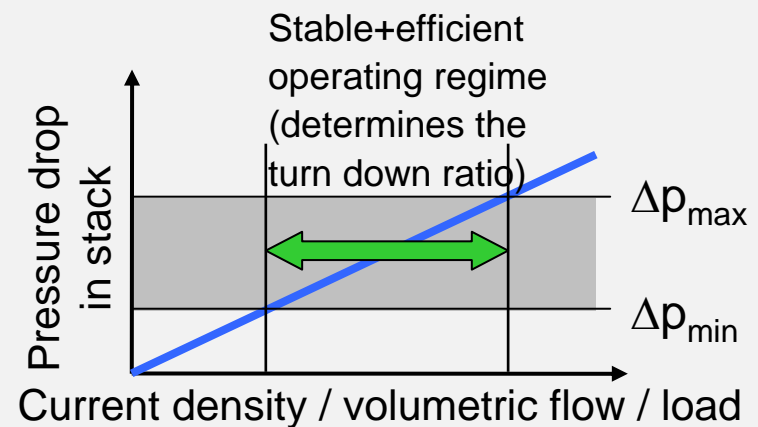 Stable+efficient
operating regime
(determines the
turn down ratio)
Pressure drop
in stack
Δpmax
Δpmin
Current density / volumetric flow / load